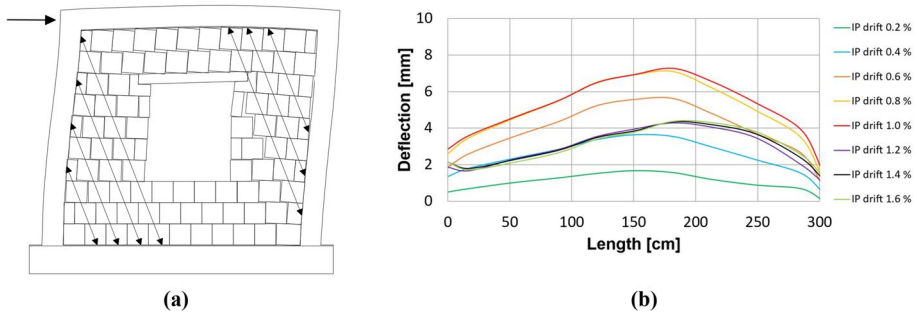 10
8
6
4
2
0
Deflection [mm]
0 50 100 150 200 250 300
Length [cm]
IP drift 0.2 %
IP drift 0.4 %
IP drift 0.6 %
IP drift 0.8 %
IP drift 1.0 %
IP drift 1.2 %
IP drift 1.4 %
IP drift 1.6 %
(a)
(b)